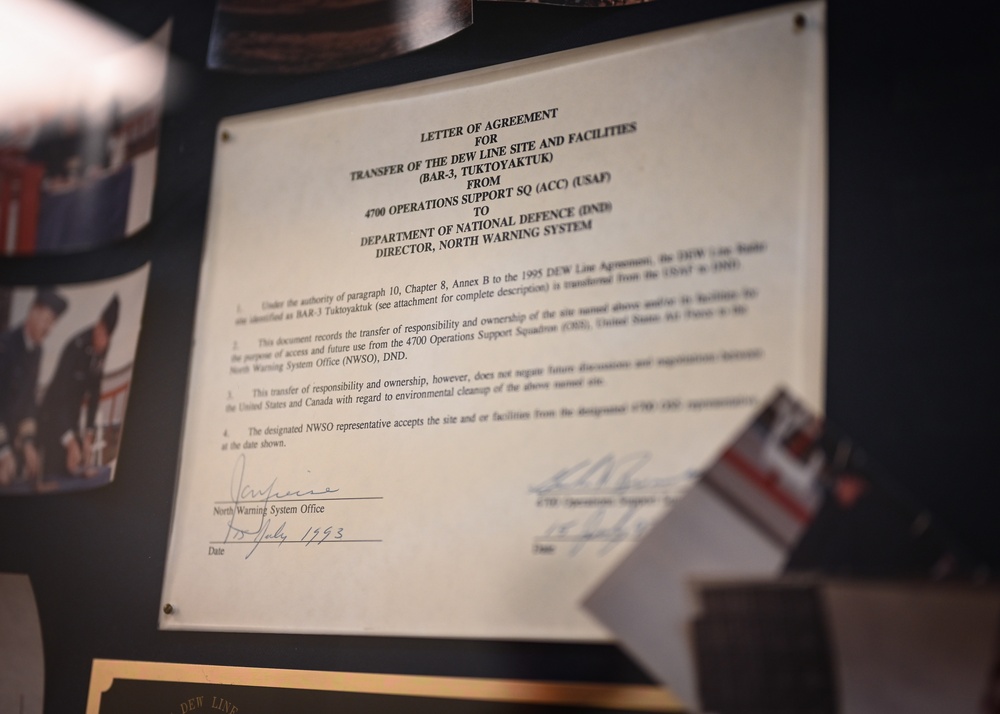 LETTER OF AGREEMENT
FOR
TRANSFER OF THE DEW LINE SITE AND FACILITIES
(BAR-3, TUKTOYAKTUK)
FROM
4700 OPERATIONS SUPPORT SQ (ACC) (USAF)
TO
DEPARTMENT OF NATIONAL DEFENCE (DND)
DIRECTOR, NORTH WARNING SYSTEM
1. Under the authority of paragraph 10, Chapter 8, Annex B to the 1995 DEW Line Agreement, the DEW Line Radar
site identified as BAR-3 Tuktoyaktuk (see attachment for complete description) is transferred from the USAF to DND.
2. This document records the transfer of responsibility and ownership of the site named above and/or its facilities for
the purpose of access and future use from the 4700 Operations Support Squadron (OSS), United States Air Force to the
North Warning System Office (NWSO), DND.
3. This transfer of responsibility and ownership, however, does not negate future discussions and negotiations between
the United States and Canada with regard to environmental cleanup of the above named site.
4. The designated NWSO representative accepts the site and or facilities from the designated 4700 OSS representative
at the date shown.
North Warning System Office
4700 Operations Support
15 July 1993
15 July
Date
Date
DEW LINE